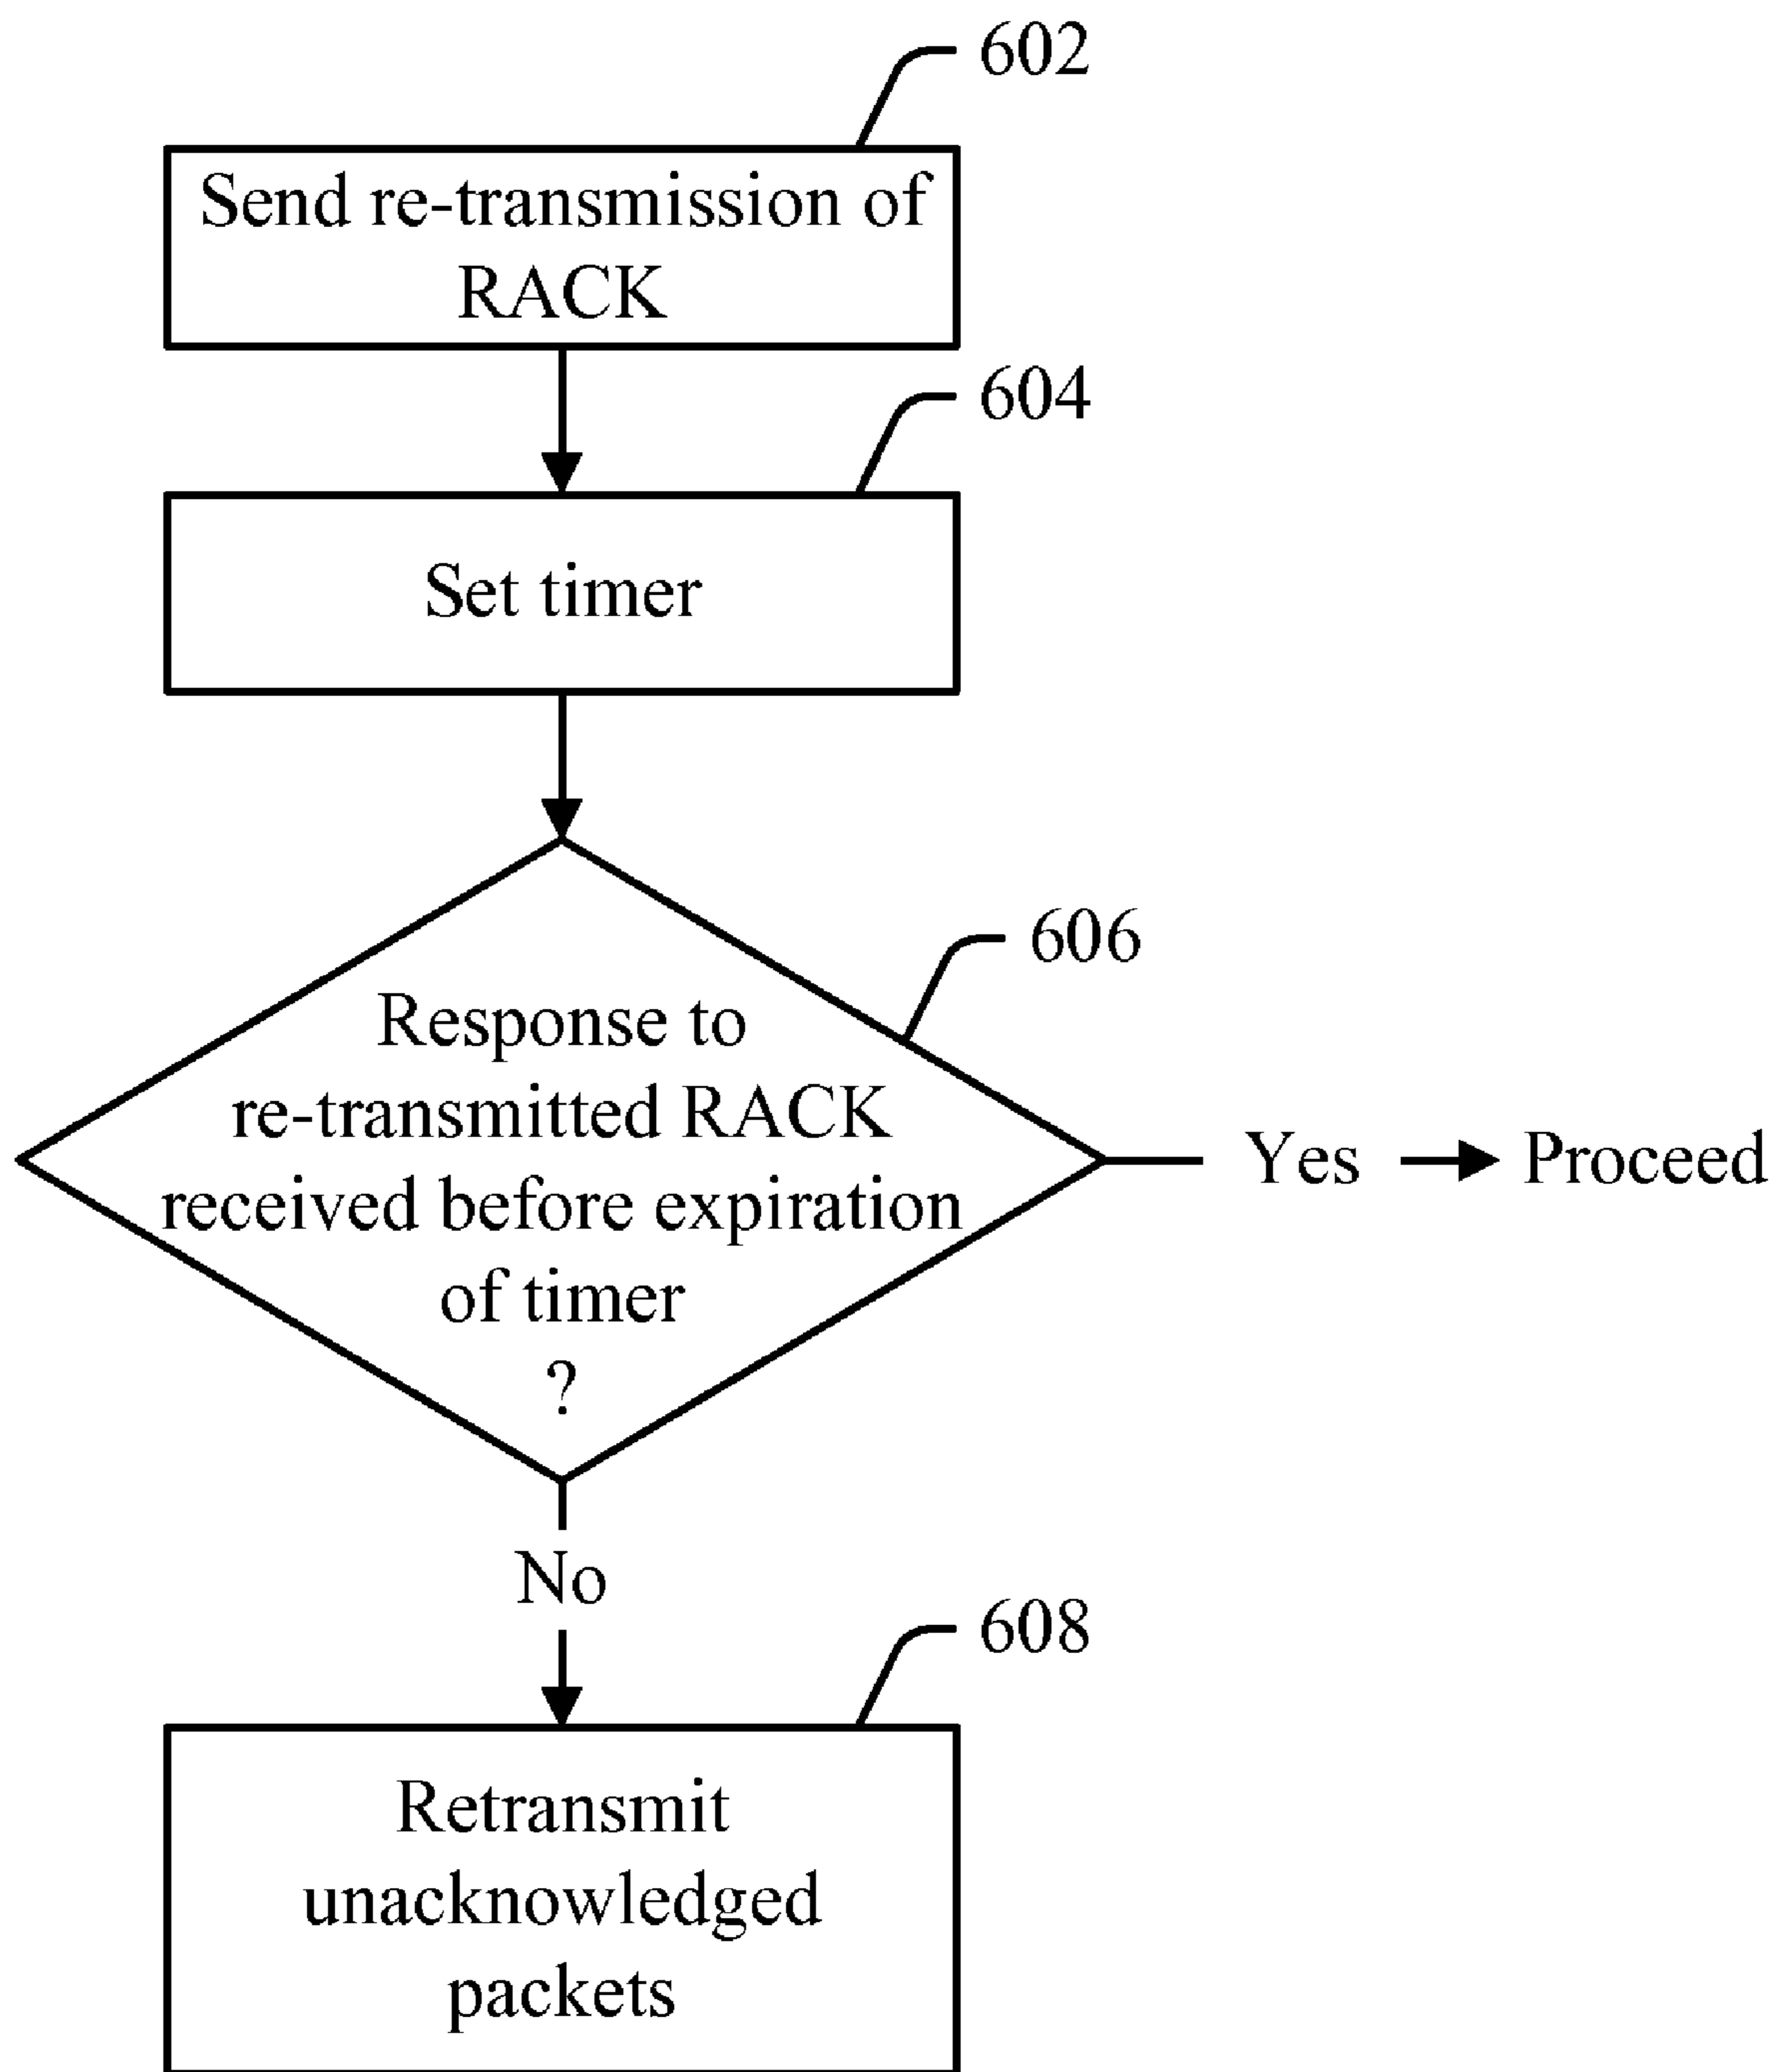 602
Send re-transmission of
RACK
604
Set timer
606
Response to
re-transmitted RACK
received before expiration
of timer
?
Yes
Proceed
No
608
Retransmit
unacknowledged
packets